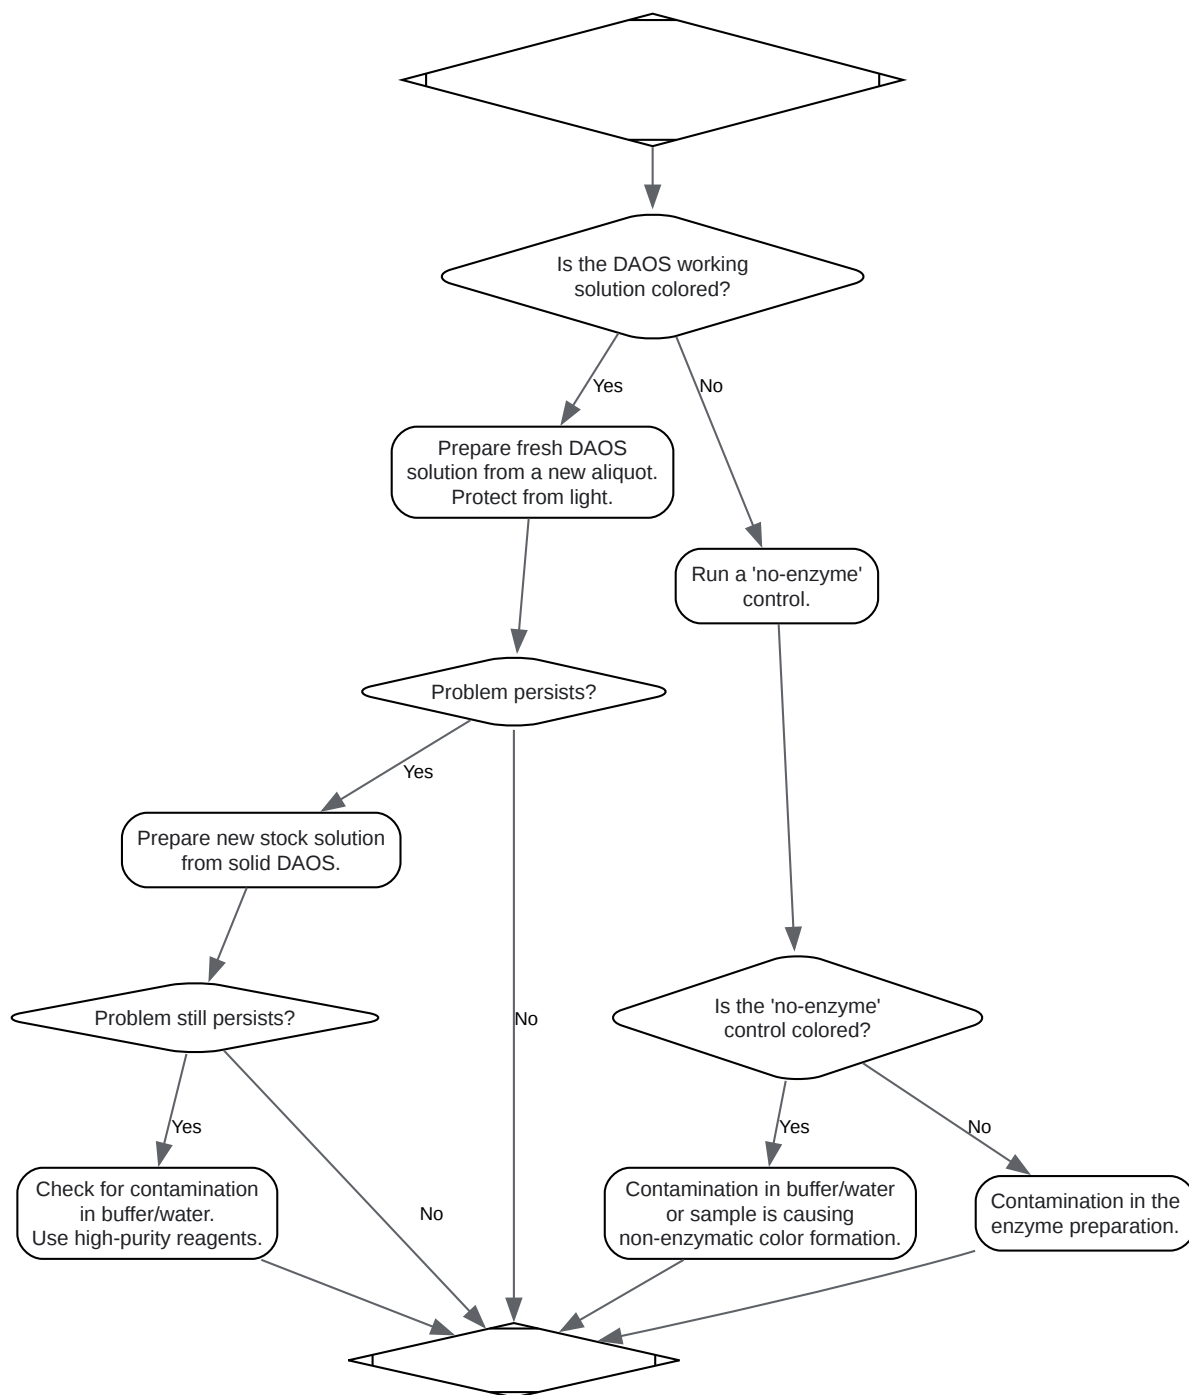 Is the DAOS working
solution colored?
Yes
No
Prepare fresh DAOS
solution from a new aliquot.
Protect from light.
Run a 'no-enzyme'
control.
Problem persists?
Yes
Prepare new stock solution
from solid DAOS.
No
Problem still persists?
Is the 'no-enzyme'
control colored?
Yes
Yes
No
Check for contamination
in buffer/water.
Use high-purity reagents.
No
Contamination in buffer/water
or sample is causing
non-enzymatic color formation.
Contamination in the
enzyme preparation.